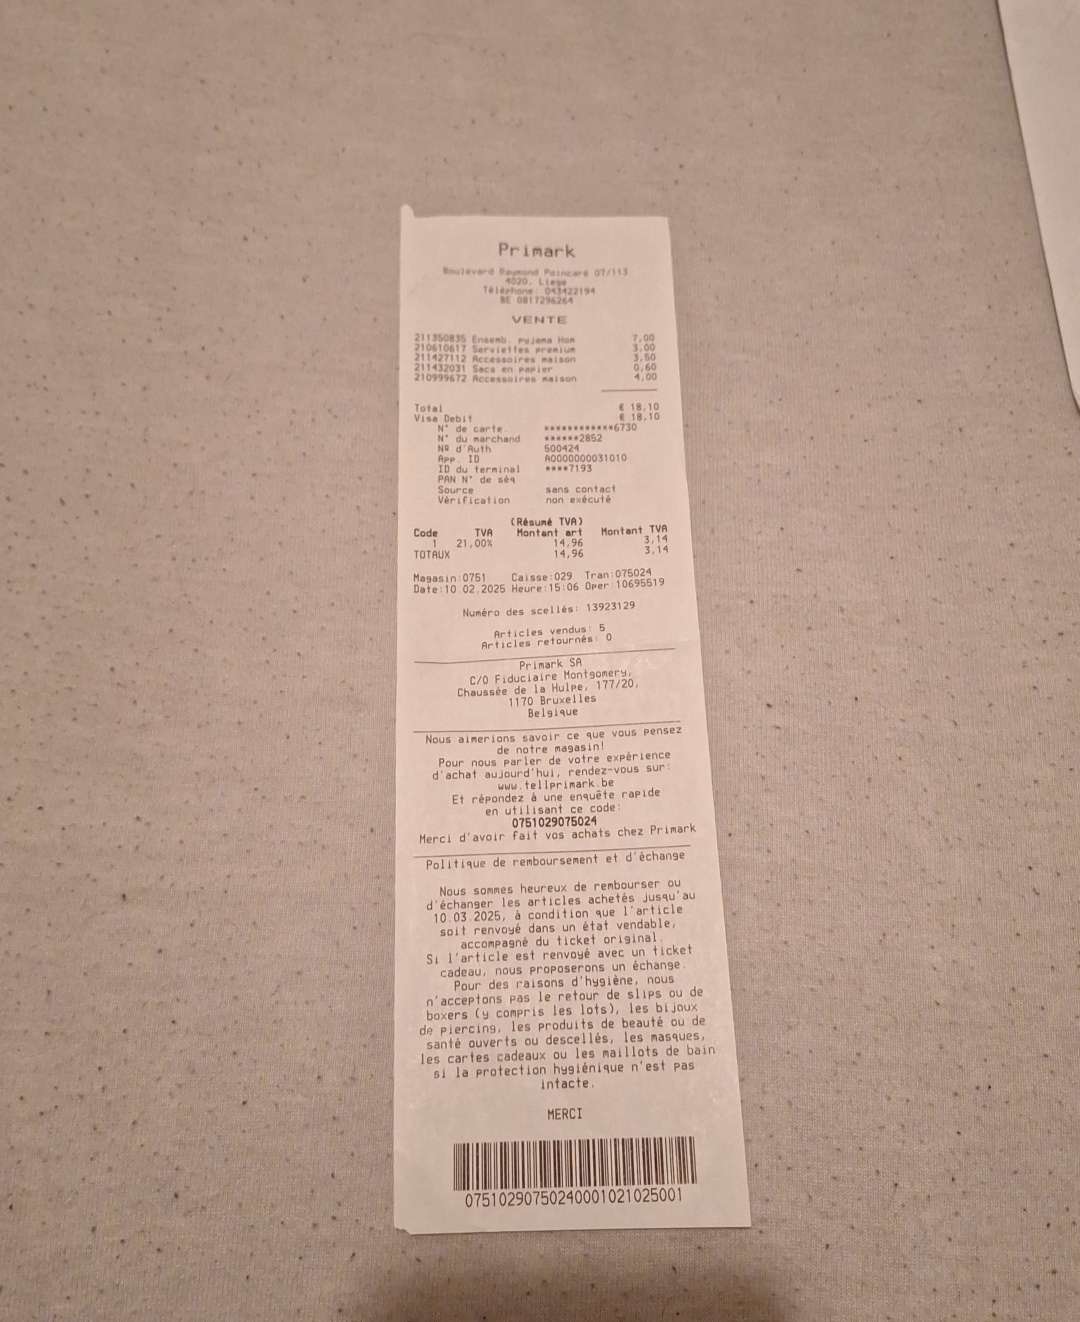 Primark
Boulevard Raymond Poincaré 07/113
4020, Liege
Téléphone: 043422194
BE 0817296264
VENTE
211350835 Ensemb. pyjama Hom 7,00
210610617 Serviettes premium 3,00
211427112 Accessoires maison 3,50
211432031 Sacs en papier 0,60
210999672 Accessoires maison 4,00
Total € 18,10
Visa Debit € 18,10
N° de carte. ************6730
N° du marchand ******2852
Nº d'Auth 500424
App. ID A0000000031010
ID du terminal ****7193
PAN N° de séq
Source sans contact
Vérification non exécuté
(Résumé TVA)
Code TVA Montant art Montant TVA
1 21,00% 14,96 3,14
TOTAUX 14,96 3,14
Magasin:0751 Caisse:029 Tran:075024
Date:10.02.2025 Heure:15:06 Oper:10695519
Numéro des scellés: 13923129
Articles vendus: 5
Articles retournés: 0
Primark SA
C/O Fiduciaire Montgomery,
Chaussée de la Hulpe, 177/20,
1170 Bruxelles
Belgique
Nous aimerions savoir ce que vous pensez
de notre magasin!
Pour nous parler de votre expérience
d'achat aujourd'hui, rendez-vous sur:
www.tellprimark.be
Et répondez à une enquête rapide
en utilisant ce code:
0751029075024
Merci d'avoir fait vos achats chez Primark
Politique de remboursement et d'échange
Nous sommes heureux de rembourser ou
d'échanger les articles achetés jusqu'au
10.03.2025, à condition que l'article
soit renvoyé dans un état vendable,
accompagné du ticket original.
Si l'article est renvoyé avec un ticket
cadeau, nous proposerons un échange.
Pour des raisons d'hygiène, nous
n'acceptons pas le retour de slips ou de
boxers (y compris les lots), les bijoux
de piercing, les produits de beauté ou de
santé ouverts ou descellés, les masques,
les cartes cadeaux ou les maillots de bain
si la protection hygiénique n'est pas
intacte.
MERCI
07510290750240001021025001